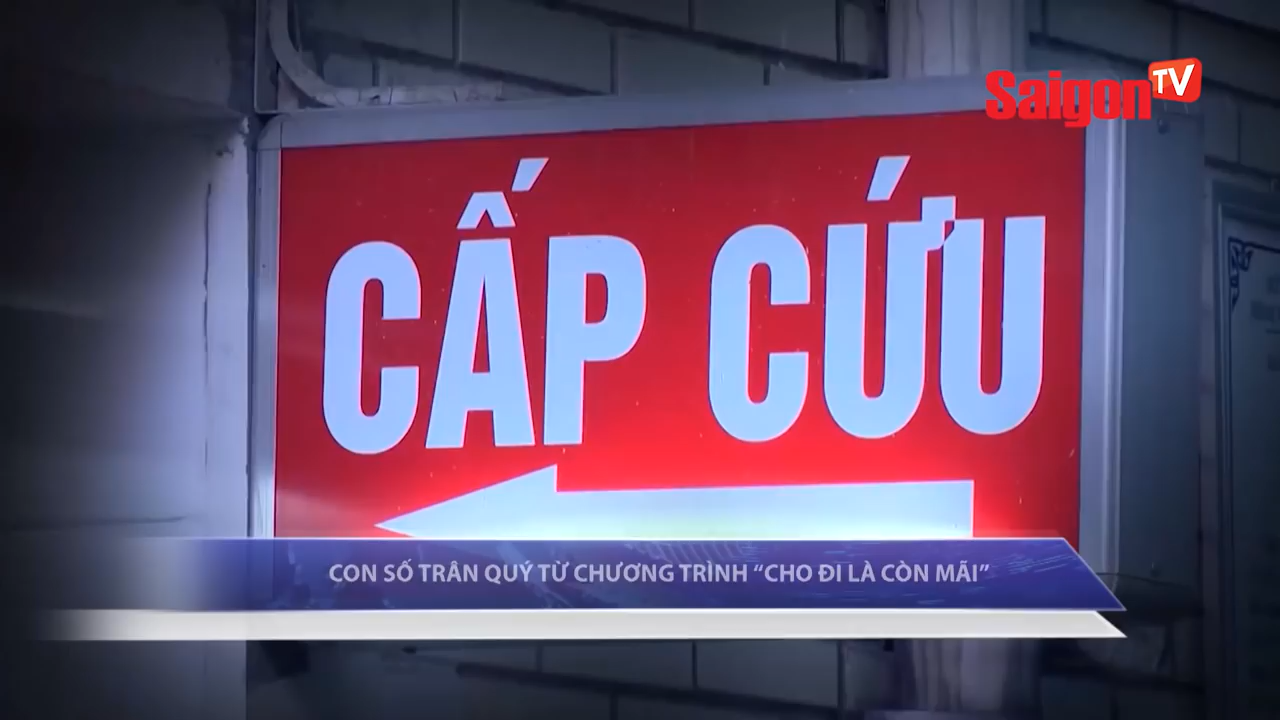 Saigon TV
CẤP CỨU
CON SỐ TRÂN QUÝ TỪ CHƯƠNG TRÌNH “CHO ĐI LÀ CÒN MÃI”